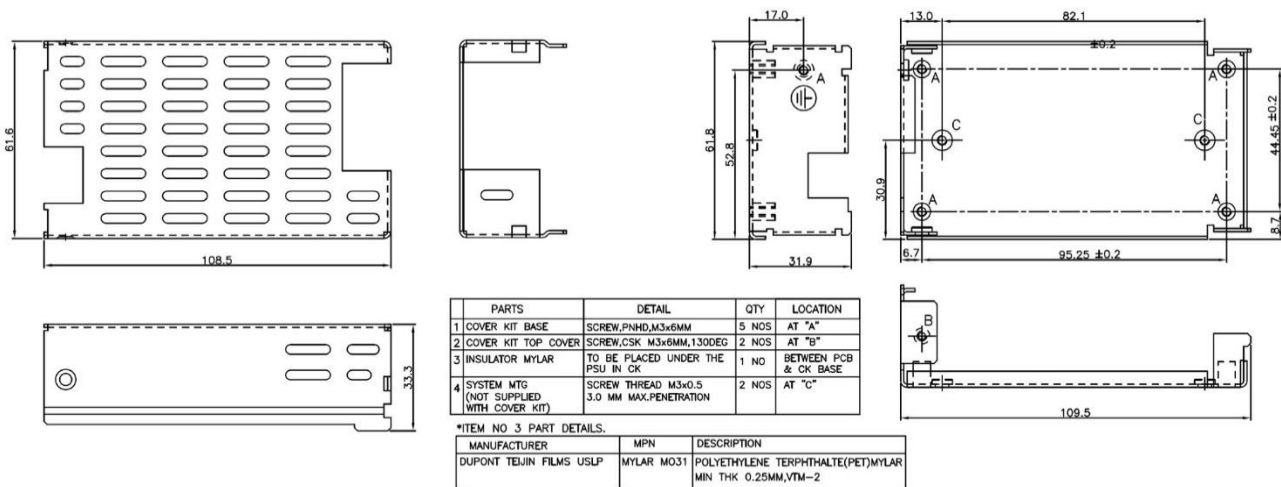 61.6
108.5
33.3
17.0
A
61.8
52.8
31.9
13.0
82.1
±0.2
A
A
C
C
44.45 ±0.2
30.9
A
A
8.7
6.7
95.25 ±0.2
B
109.5
PARTS DETAIL QTY LOCATION
1 COVER KIT BASE SCREW,PNHD,M3x6MM 5 NOS AT "A"
2 COVER KIT TOP COVER SCREW,CSK M3x6MM,130DEG 2 NOS AT "B"
3 INSULATOR MYLAR TO BE PLACED UNDER THE PSU IN CK 1 NO BETWEEN PCB & CK BASE
4 SYSTEM MTG (NOT SUPPLIED WITH COVER KIT) SCREW THREAD M3x0.5 3.0 MM MAX.PENETRATION 2 NOS AT "C"
*ITEM NO 3 PART DETAILS.
MANUFACTURER MPN DESCRIPTION
DUPONT TEIJIN FILMS USLP MYLAR MO31 POLYETHYLENE TERPHTHALTE(PET)MYLAR
MIN THK 0.25MM,VTM-2